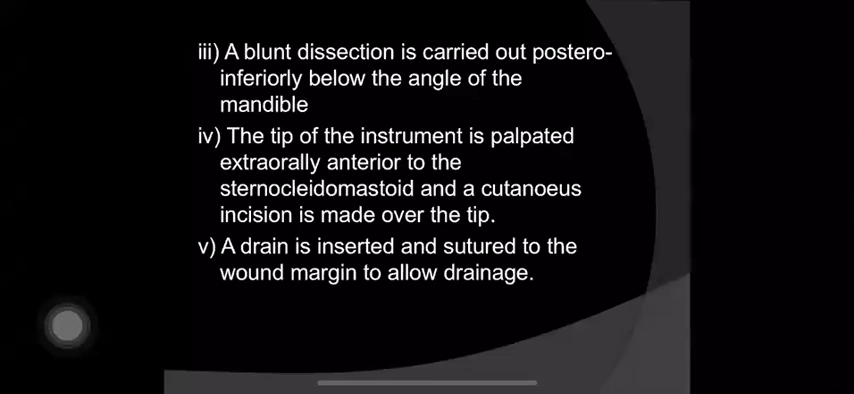 iii) A blunt dissection is carried out postero-
inferiorly below the angle of the
mandible
iv) The tip of the instrument is palpated
extraorally anterior to the
sternocleidomastoid and a cutanoeus
incision is made over the tip.
v) A drain is inserted and sutured to the
wound margin to allow drainage.